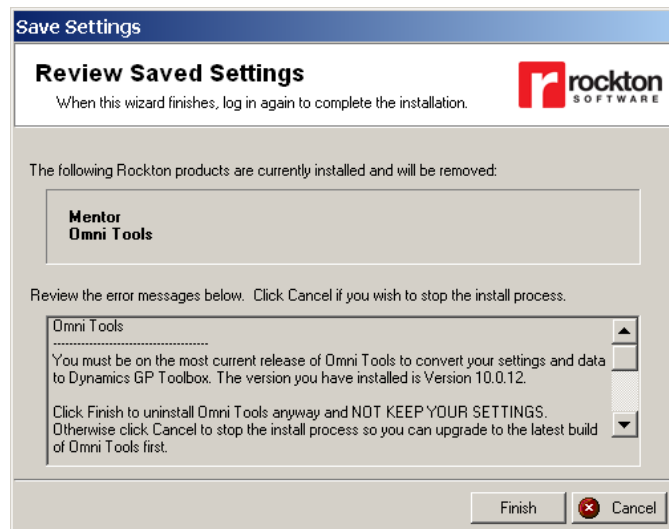 Save Settings
Review Saved Settings
When this wizard finishes, log in again to complete the installation.
r rockton
SOFTWARE
The following Rockton products are currently installed and will be removed:
Mentor
Omni Tools
Review the error messages below. Click Cancel if you wish to stop the install process.
Omni Tools
-------------------------------------
You must be on the most current release of Omni Tools to convert your settings and data
to Dynamics GP Toolbox. The version you have installed is Version 10.0.12.
Click Finish to uninstall Omni Tools anyway and NOT KEEP YOUR SETTINGS.
Otherwise click Cancel to stop the install process so you can upgrade to the latest build
of Omni Tools first.
Finish
Cancel